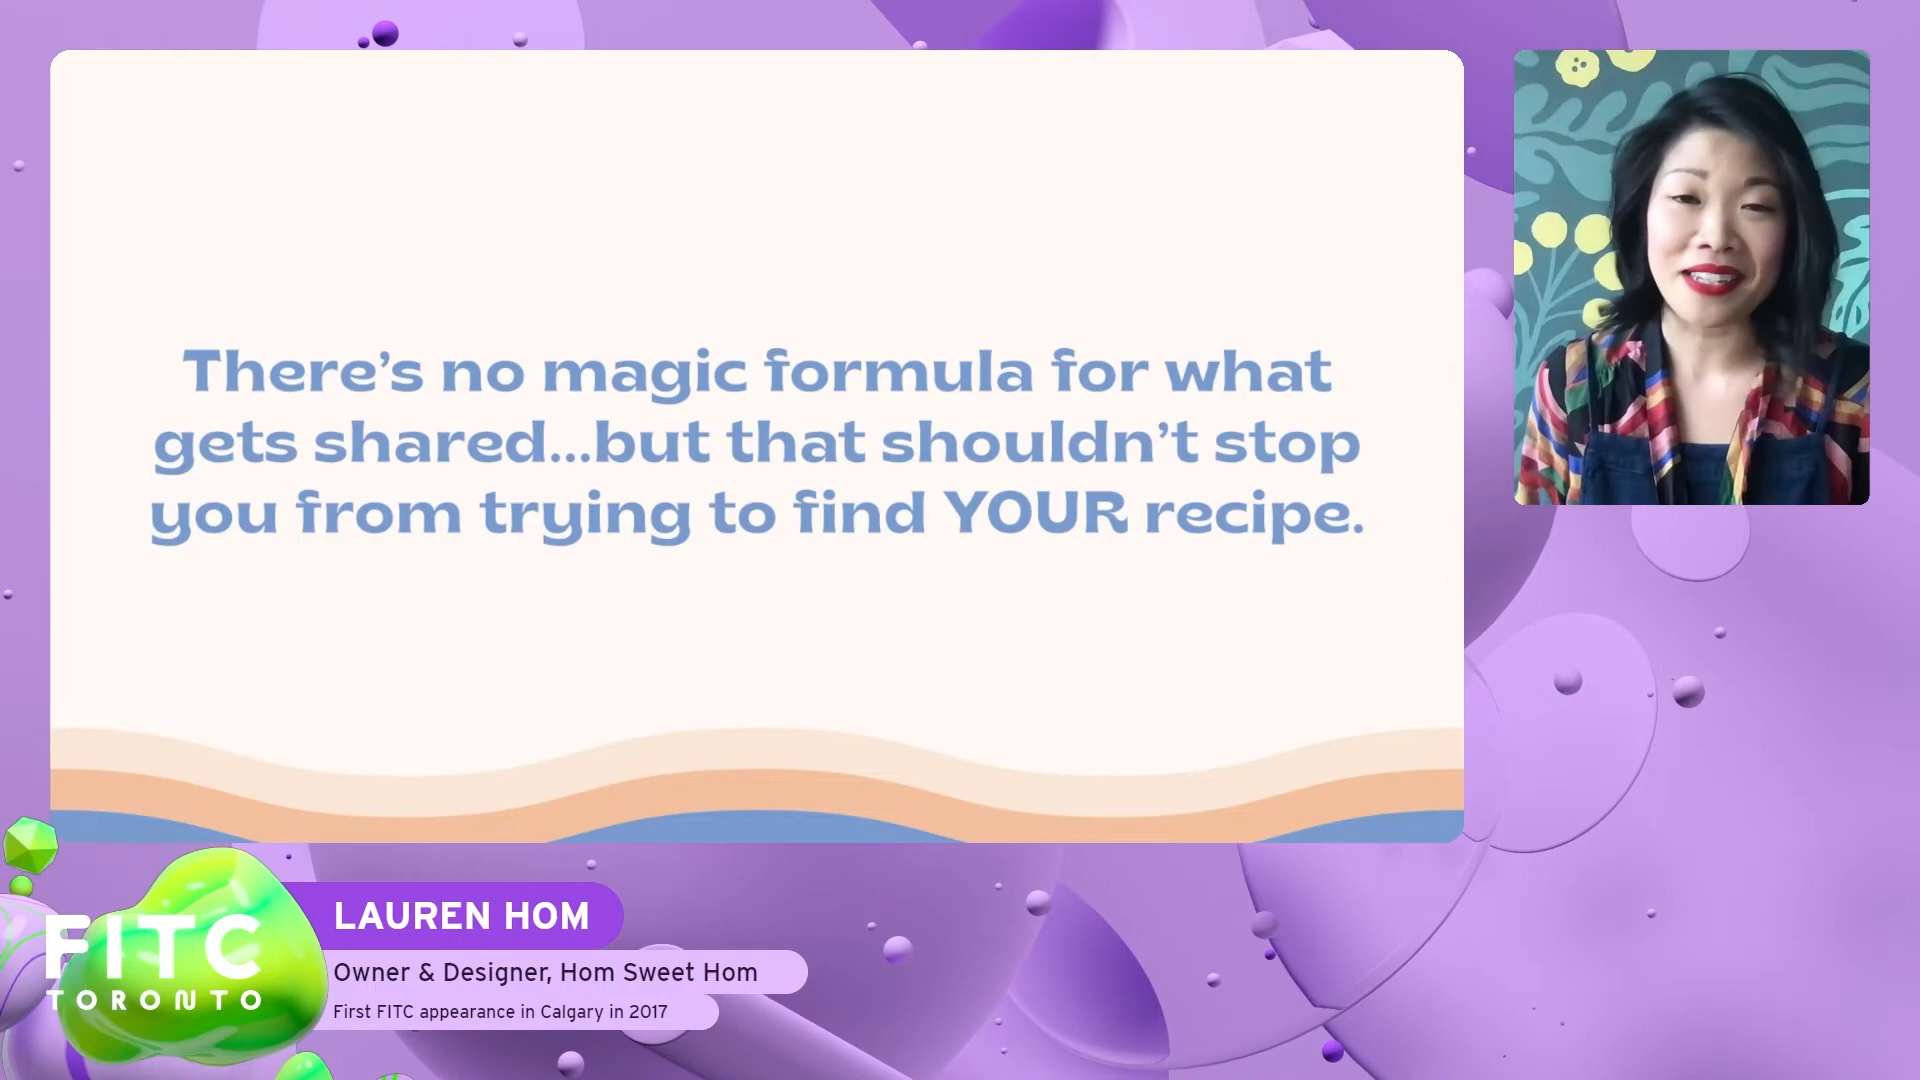 There’s no magic formula for what
gets shared...but that shouldn’t stop
you from trying to find YOUR recipe.
FITC
TORONTO
LAUREN HOM
Owner & Designer, Hom Sweet Hom
First FITC appearance in Calgary in 2017